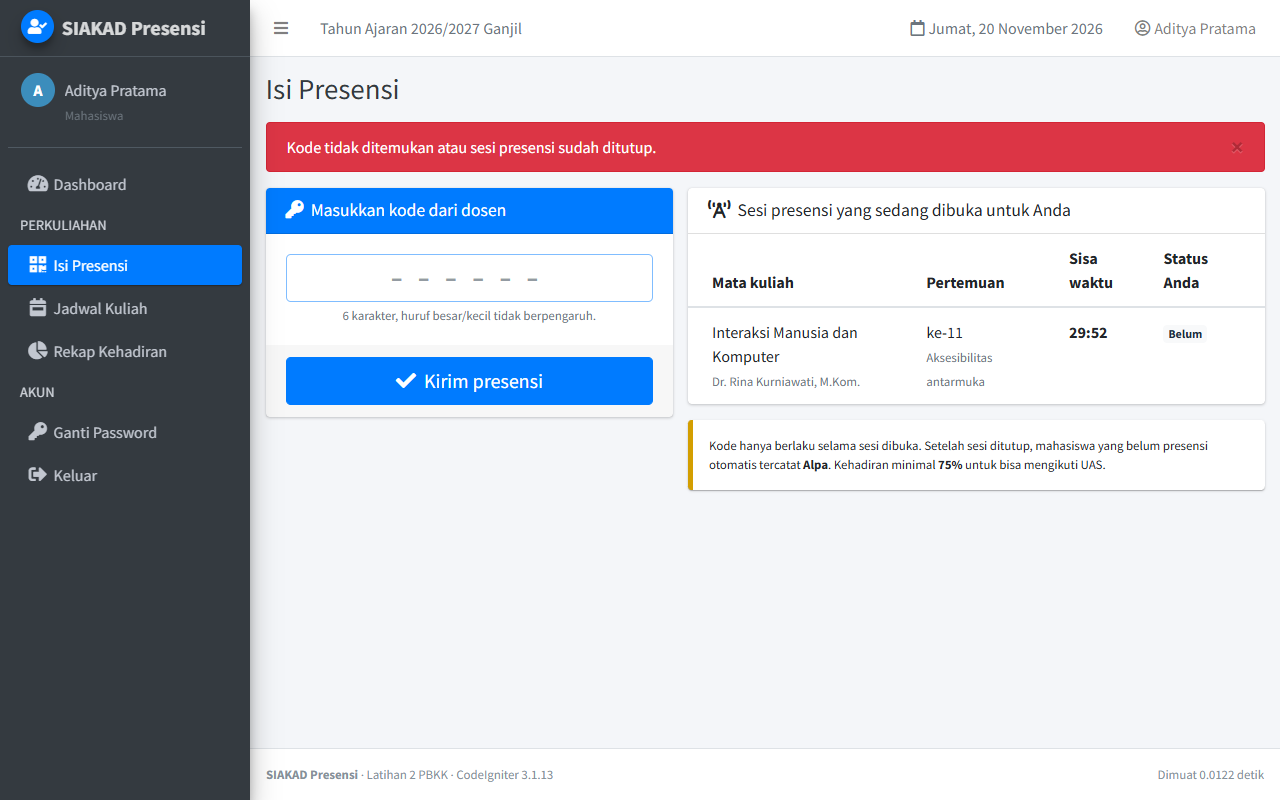 SIAKAD Presensi
Tahun Ajaran 2026/2027 Ganjil
Jumat, 20 November 2026
Aditya Pratama
A
Aditya Pratama
Mahasiswa
Dashboard
PERKULIAHAN
Isi Presensi
Jadwal Kuliah
Rekap Kehadiran
AKUN
Ganti Password
Keluar
Isi Presensi
Kode tidak ditemukan atau sesi presensi sudah ditutup.
×
Masukkan kode dari dosen
– – – – – –
6 karakter, huruf besar/kecil tidak berpengaruh.
Kirim presensi
Sesi presensi yang sedang dibuka untuk Anda
Mata kuliah
Pertemuan
Sisa
waktu
Status
Anda
Interaksi Manusia dan
Komputer
Dr. Rina Kurniawati, M.Kom.
ke-11
Aksesibilitas
antarmuka
29:52
Belum
Kode hanya berlaku selama sesi dibuka. Setelah sesi ditutup, mahasiswa yang belum presensi
otomatis tercatat Alpa. Kehadiran minimal 75% untuk bisa mengikuti UAS.
SIAKAD Presensi · Latihan 2 PBKK · CodeIgniter 3.1.13
Dimuat 0.0122 detik